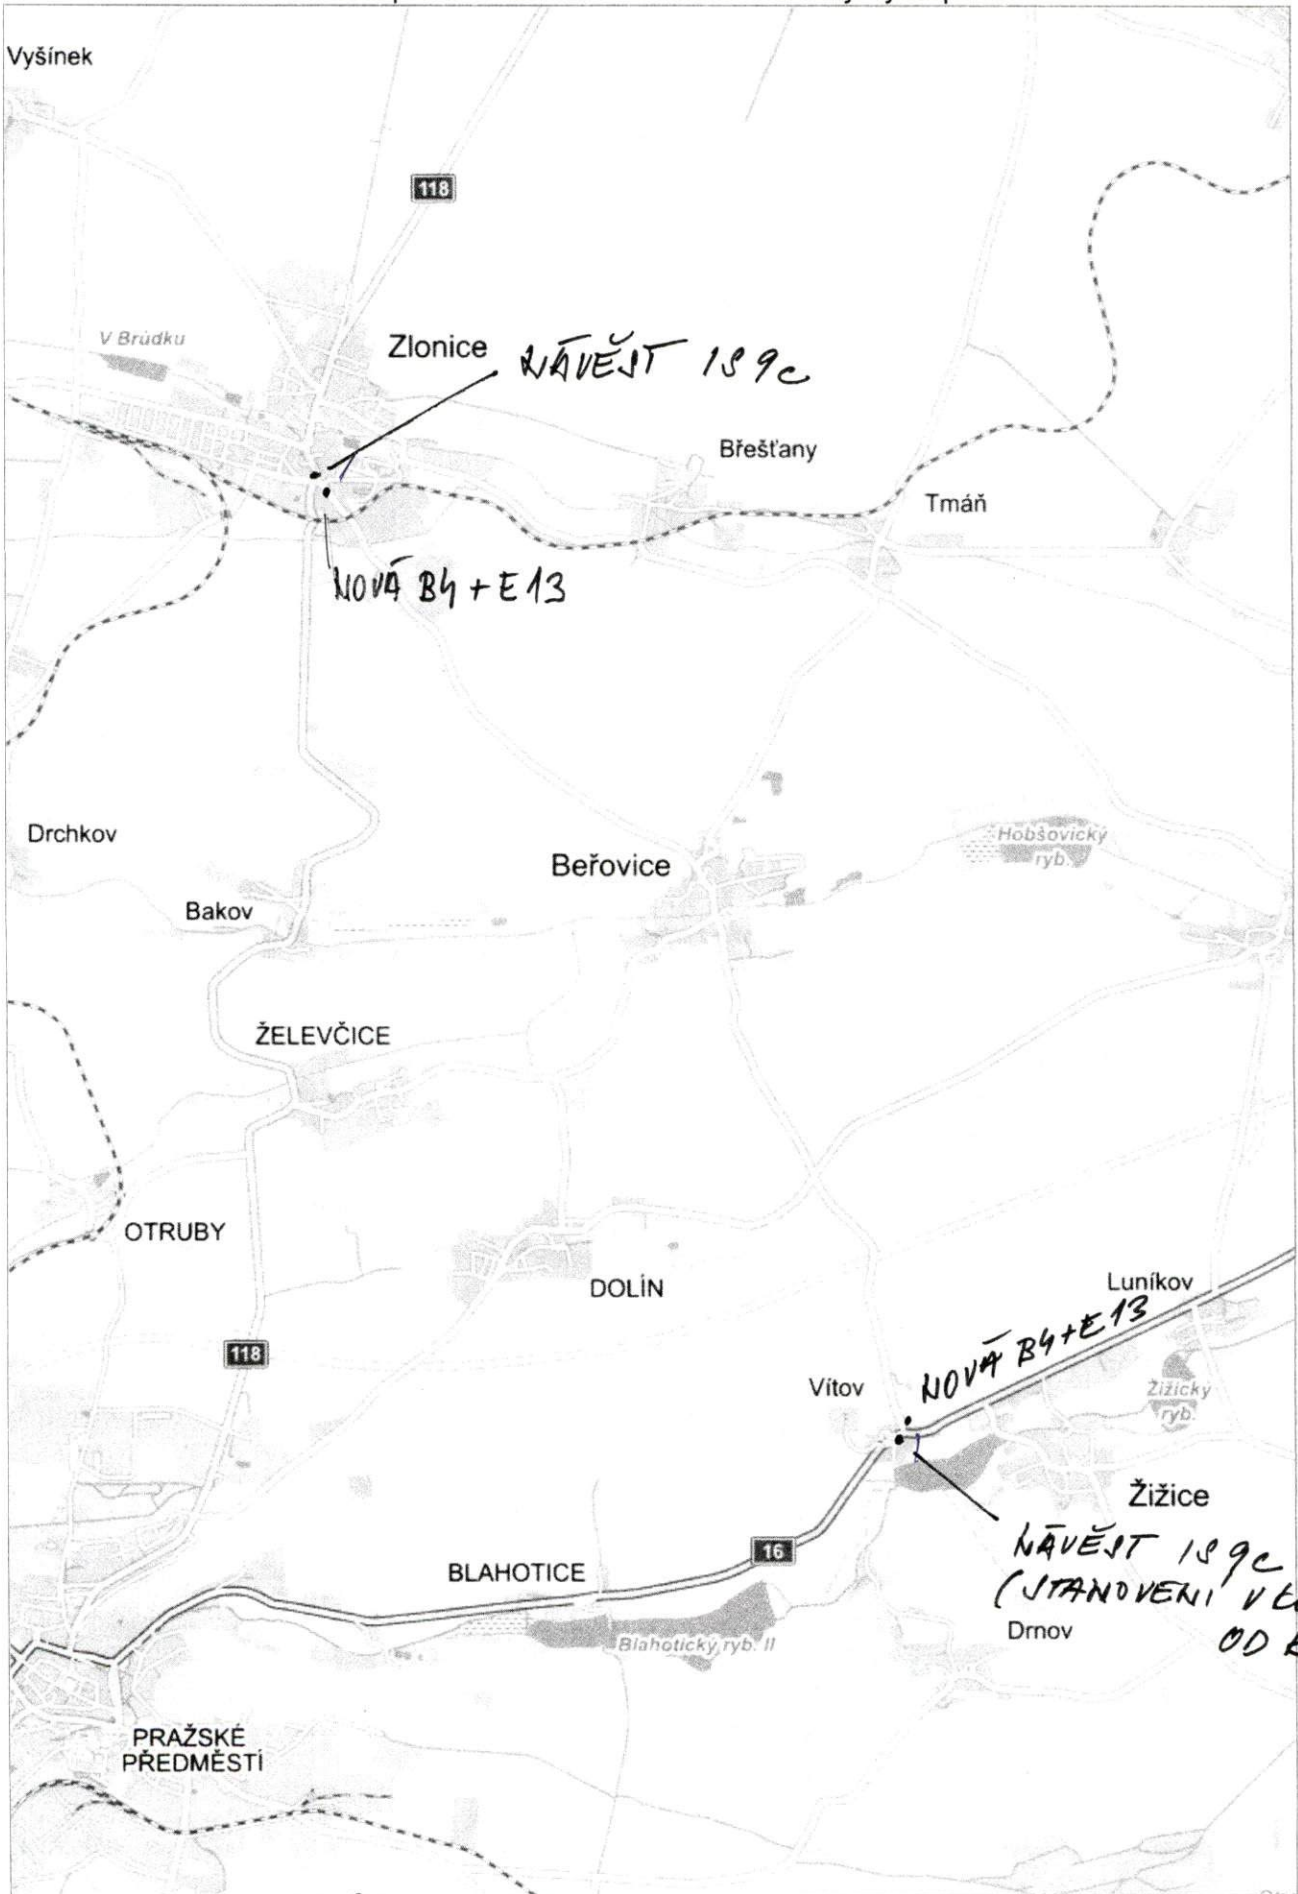 Vyšínek
118
V Brůdku
Zlonice
NÁVĚST IS 9c
Břešťany
Tmáň
NOVÁ B4 + E13
Drchkov
Beřovice
Hobšovický
ryb.
Bakov
ŽELEVČICE
OTRUBY
DOLÍN
Luníkov
118
NOVÁ B4+E13
Vítov
Žižický
ryb.
Žižice
16
NÁVĚST IS 9c
BLAHOTICE
(STANOVENI V
Blahotický ryb. II
Drnov
OD
PRAŽSKÉ
PŘEDMĚSTÍ